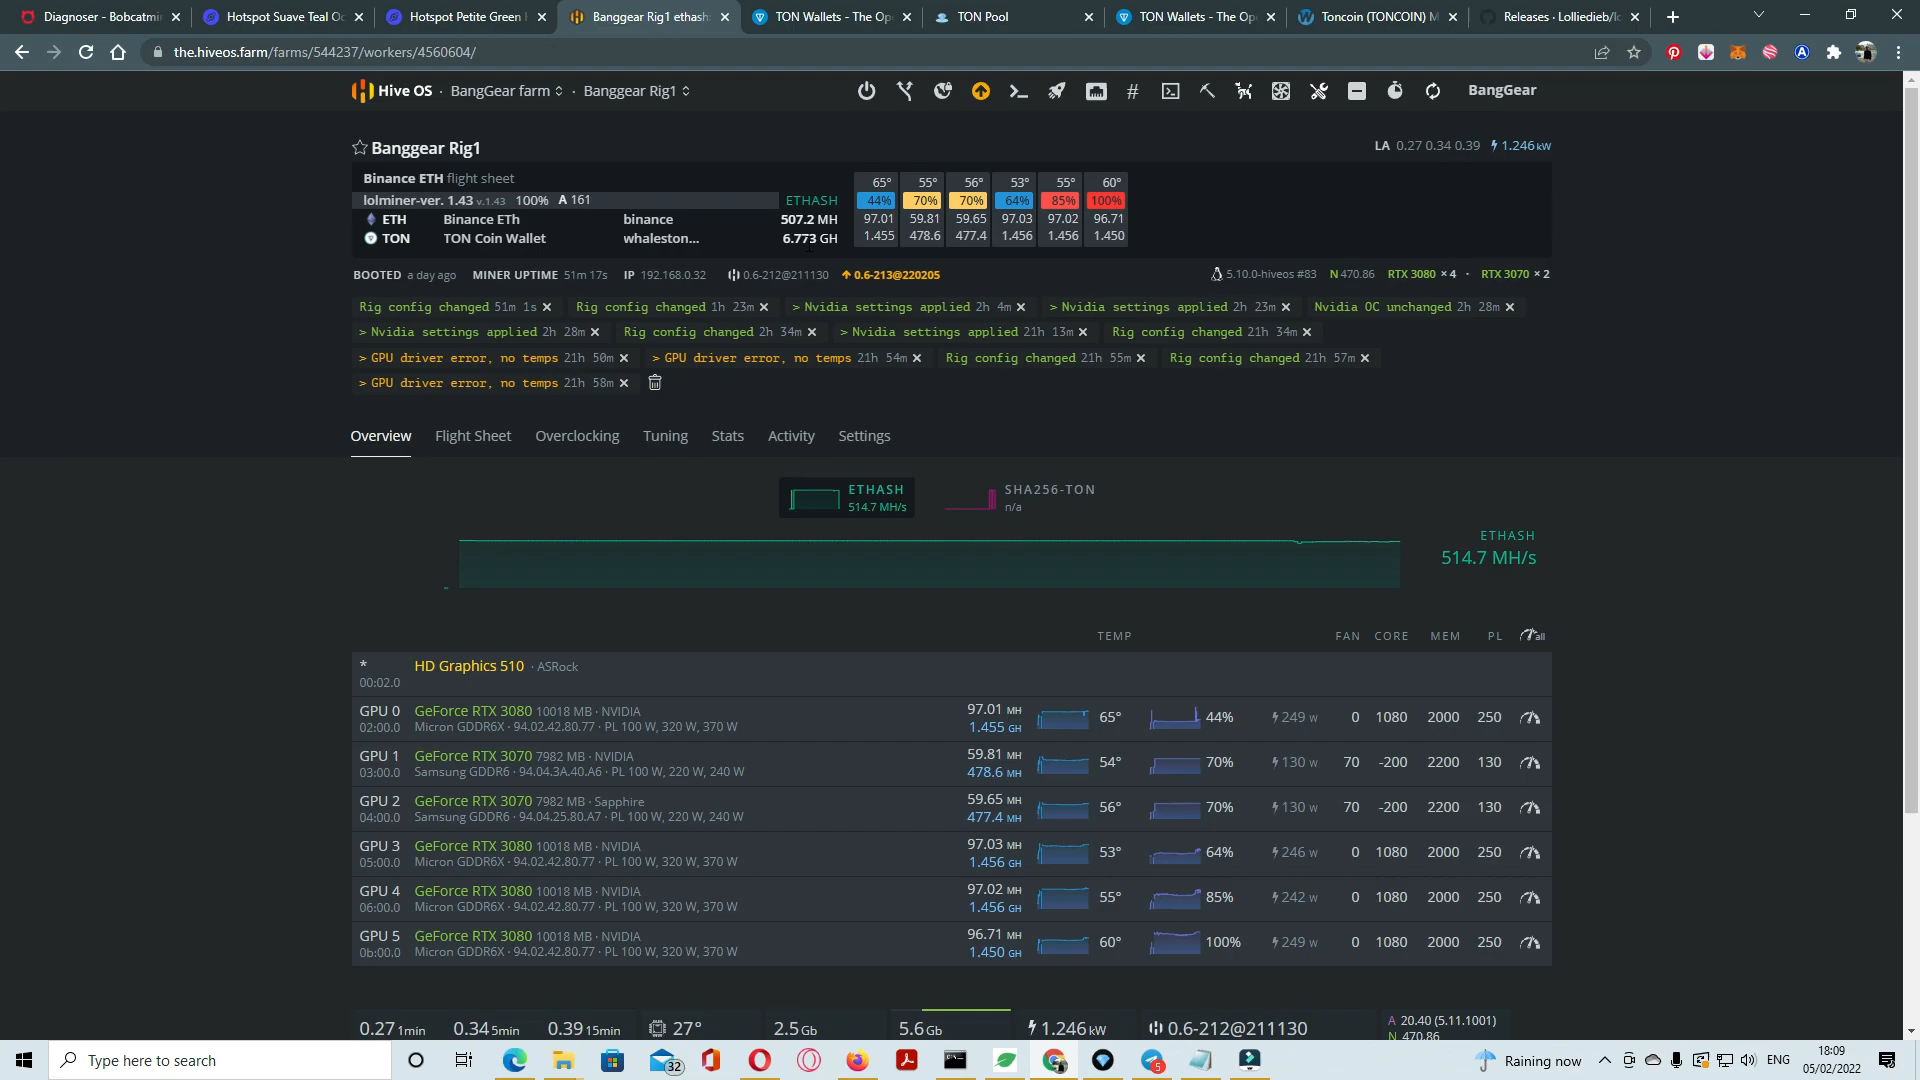 Diagnoser - Bobcatmi
Hotspot Suave Teal Oc
Hotspot Petite Green
Banggear Rig1 ethash
TON Wallets - The Op
TON Pool
TON Wallets - The Op
Toncoin (TONCOIN) M
Releases · Lolliedieb/lo
the.hiveos.farm/farms/544237/workers/4560604/
Hive OS · BangGear farm · Banggear Rig1
BangGear
Banggear Rig1
LA 0.27 0.34 0.39 1.246 kW
Binance ETH flight sheet
lolminer-ver. 1.43 v.1.43 100% A 161 ETHASH
ETH Binance ETh binance 507.2 MH
TON TON Coin Wallet whaleston... 6.773 GH
65° 55° 56° 53° 55° 60°
44% 70% 70% 64% 85% 100%
97.01 59.81 59.65 97.03 97.02 96.71
1.455 478.6 477.4 1.456 1.456 1.450
BOOTED a day ago MINER UPTIME 51m 17s IP 192.168.0.32 0.6-212@211130 0.6-213@220205
5.10.0-hiveos #83 N 470.86 RTX 3080 ×4 · RTX 3070 ×2
Rig config changed 51m 1s Rig config changed 1h 23m > Nvidia settings applied 2h 4m > Nvidia settings applied 2h 23m Nvidia OC unchanged 2h 28m
> Nvidia settings applied 2h 28m Rig config changed 2h 34m > Nvidia settings applied 21h 13m Rig config changed 21h 34m
> GPU driver error, no temps 21h 50m > GPU driver error, no temps 21h 54m Rig config changed 21h 55m Rig config changed 21h 57m
> GPU driver error, no temps 21h 58m
Overview Flight Sheet Overclocking Tuning Stats Activity Settings
ETHASH
514.7 MH/s
SHA256-TON
n/a
ETHASH
514.7 MH/s
TEMP FAN CORE MEM PL all
* HD Graphics 510 · ASRock
00:02.0
GPU 0 GeForce RTX 3080 10018 MB · NVIDIA 97.01 MH 65° 44% 249 W 0 1080 2000 250
02:00.0 Micron GDDR6X · 94.02.42.80.77 · PL 100 W, 320 W, 370 W 1.455 GH
GPU 1 GeForce RTX 3070 7982 MB · NVIDIA 59.81 MH 54° 70% 130 W 70 -200 2200 130
03:00.0 Samsung GDDR6 · 94.04.3A.40.A6 · PL 100 W, 220 W, 240 W 478.6 MH
GPU 2 GeForce RTX 3070 7982 MB · Sapphire 59.65 MH 56° 70% 130 W 70 -200 2200 130
04:00.0 Samsung GDDR6 · 94.04.25.80.A7 · PL 100 W, 220 W, 240 W 477.4 MH
GPU 3 GeForce RTX 3080 10018 MB · NVIDIA 97.03 MH 53° 64% 246 W 0 1080 2000 250
05:00.0 Micron GDDR6X · 94.02.42.80.77 · PL 100 W, 320 W, 370 W 1.456 GH
GPU 4 GeForce RTX 3080 10018 MB · NVIDIA 97.02 MH 55° 85% 242 W 0 1080 2000 250
06:00.0 Micron GDDR6X · 94.02.42.80.77 · PL 100 W, 320 W, 370 W 1.456 GH
GPU 5 GeForce RTX 3080 10018 MB · NVIDIA 96.71 MH 60° 100% 249 W 0 1080 2000 250
0b:00.0 Micron GDDR6X · 94.02.42.80.77 · PL 100 W, 320 W, 370 W 1.450 GH
0.27 1min 0.34 5min 0.39 15min 27° 2.5 Gb 5.6 Gb 1.246 kW 0.6-212@211130
A 20.40 (5.11.1001)
N 470.86
Type here to search
32
5
Raining now
ENG
18:09
05/02/2022